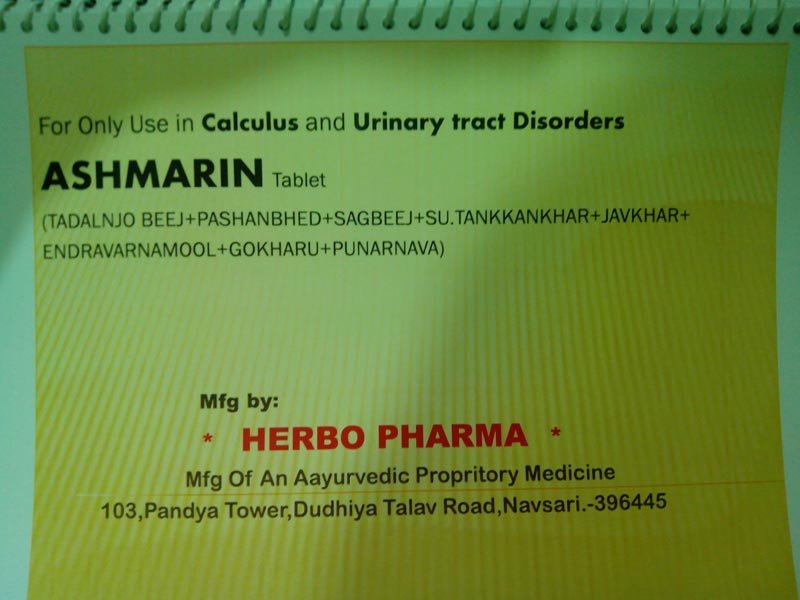 For Only Use in Calculus and Urinary tract Disorders
ASHMARIN Tablet
(TADALNJO BEEJ+PASHANBHED+SAGBEEJ+SU.TANKKANKHAR+JAVKHAR+
ENDRAVARNAMOOL+GOKHARU+PUNARNAVA)
Mfg by:
* HERBO PHARMA *
Mfg Of An Aayurvedic Propritory Medicine
103,Pandya Tower,Dudhiya Talav Road,Navsari.-396445